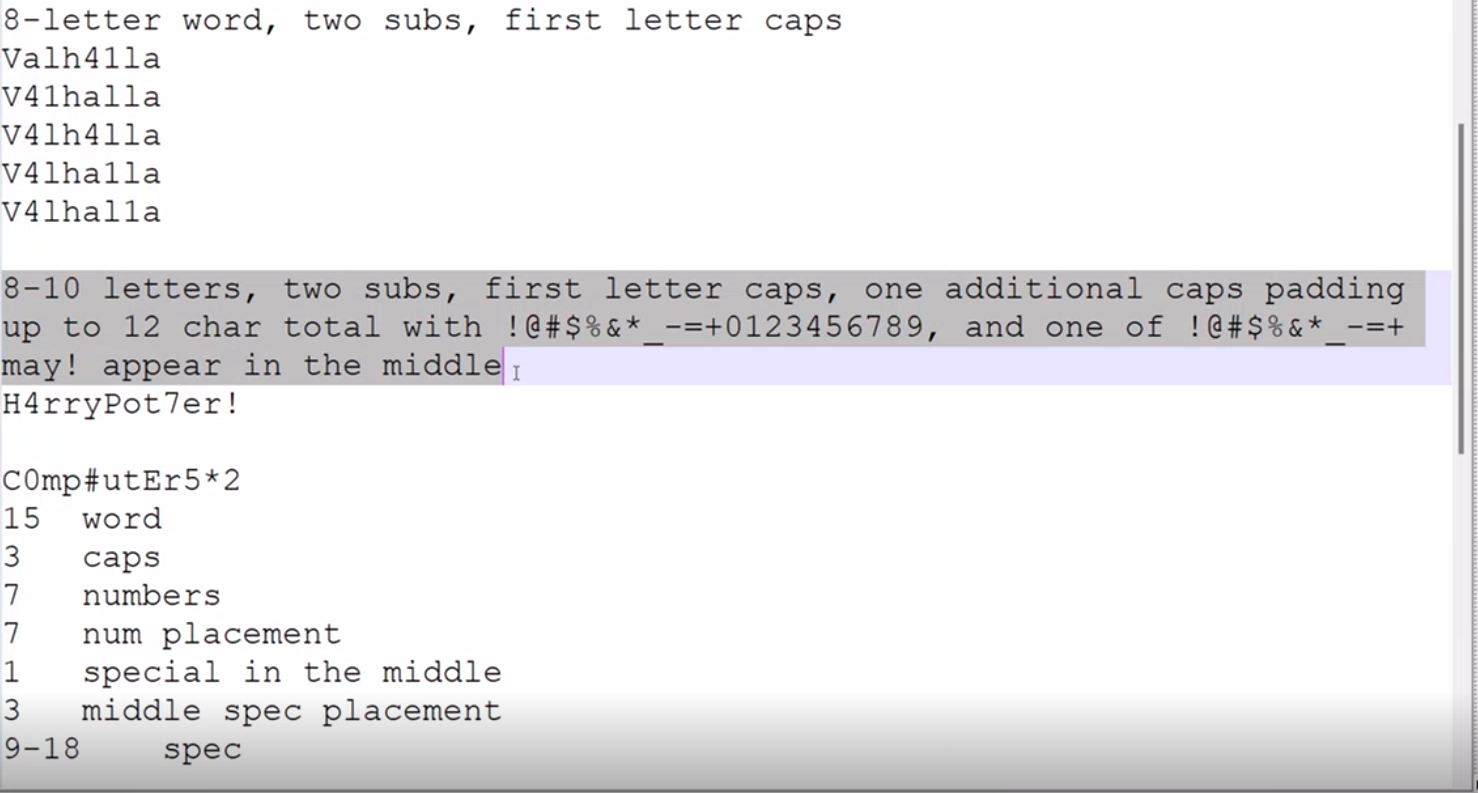 8-letter word, two subs, first letter caps
Valh41la
V41halla
V4lh4lla
V4lha1la
V4lhal1a
8-10 letters, two subs, first letter caps, one additional caps padding
up to 12 char total with !@#$%&*_-=+0123456789, and one of !@#$%&*_-=+
may! appear in the middle
H4rryPot7er!
C0mp#utEr5*2
15 word
3 caps
7 numbers
7 num placement
1 special in the middle
3 middle spec placement
9-18 spec